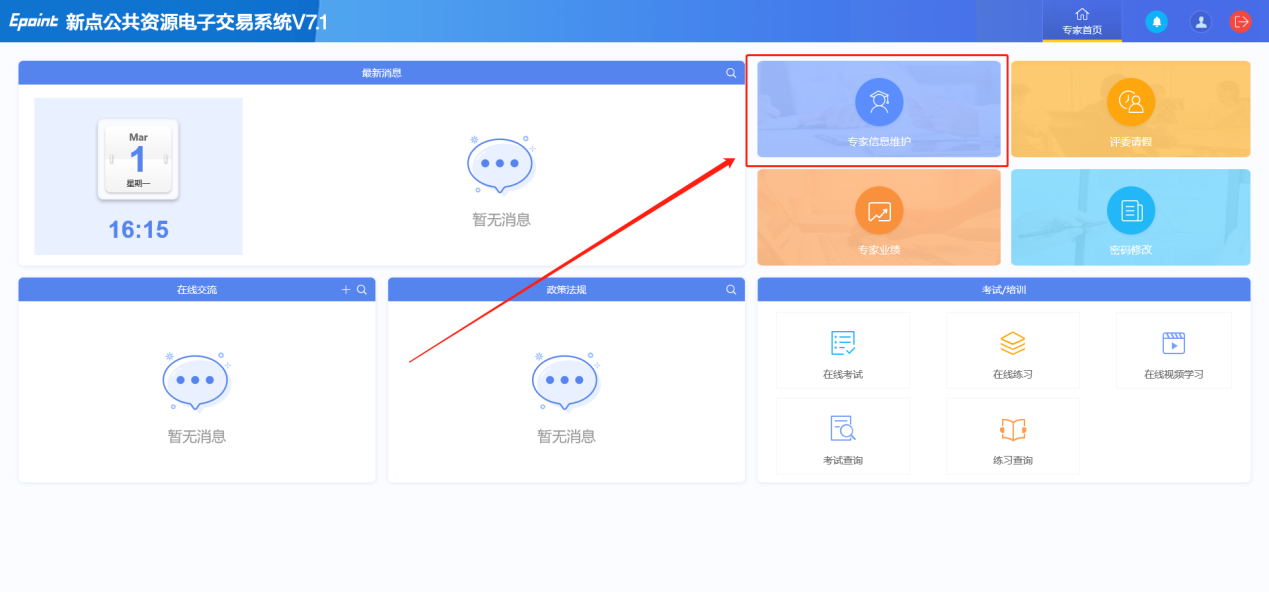 Epoint 新点公共资源电子交易系统V7.1
专家首页
最新消息
Mar
1
星期一
16:15
暂无消息
专家信息维护
评委请假
专家业绩
密码修改
在线交流
暂无消息
政策法规
暂无消息
考试/培训
在线考试
在线练习
在线视频学习
考试查询
练习查询